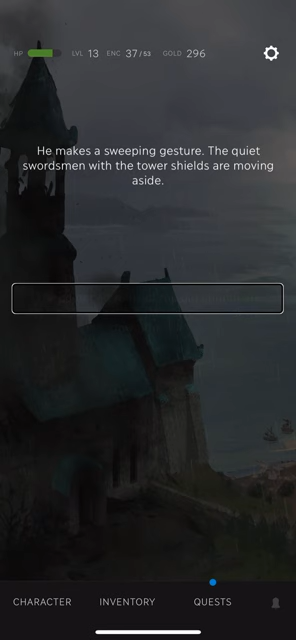 HP LVL 13 ENC 37 / 53 GOLD 296
He makes a sweeping gesture. The quiet
swordsmen with the tower shields are moving
aside.
CHARACTER INVENTORY QUESTS